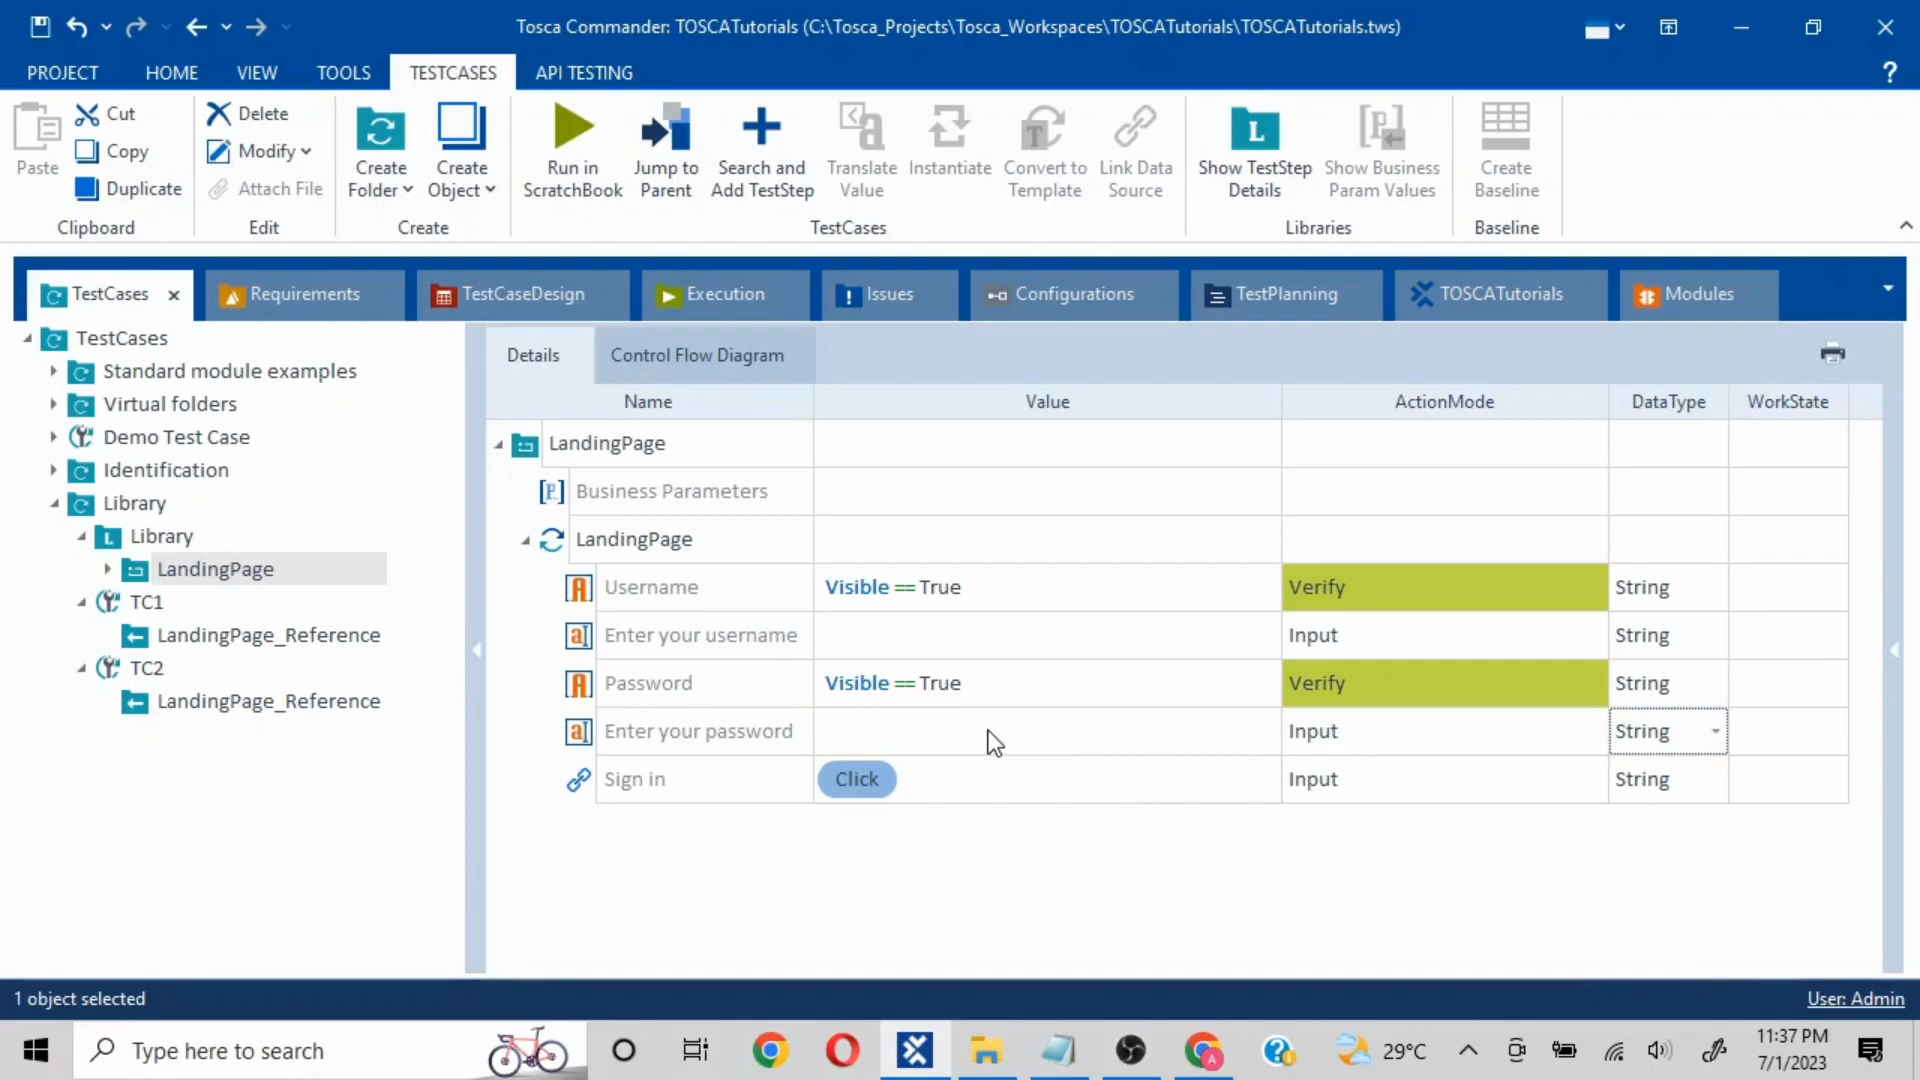 Tosca Commander: TOSCATutorials (C:\Tosca_Projects\Tosca_Workspaces\TOSCATutorials\TOSCATutorials.tws)
PROJECT HOME VIEW TOOLS TESTCASES API TESTING ?
Paste Cut Copy Duplicate
Clipboard
Delete Modify Attach File
Edit
Create Folder Create Object
Create
Run in ScratchBook Jump to Parent Search and Add TestStep Translate Value Instantiate Convert to Template Link Data Source
TestCases
Show TestStep Details Show Business Param Values
Libraries
Create Baseline
Baseline
TestCases Requirements TestCaseDesign Execution Issues Configurations TestPlanning TOSCATutorials Modules
TestCases
Standard module examples
Virtual folders
Demo Test Case
Identification
Library
Library
LandingPage
TC1
LandingPage_Reference
TC2
LandingPage_Reference
Details Control Flow Diagram
Name Value ActionMode DataType WorkState
LandingPage
Business Parameters
LandingPage
Username Visible == True Verify String
Enter your username Input String
Password Visible == True Verify String
Enter your password Input String
Sign in Click Input String
1 object selected User: Admin
Type here to search 29°C 11:37 PM
7/1/2023